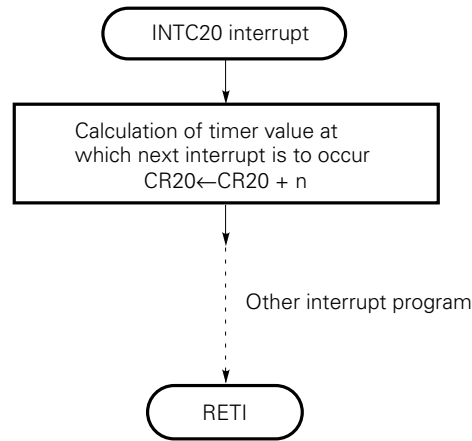 INTC20 interrupt
Calculation of timer value at
which next interrupt is to occur
CR20←CR20 + n
Other interrupt program
RETI